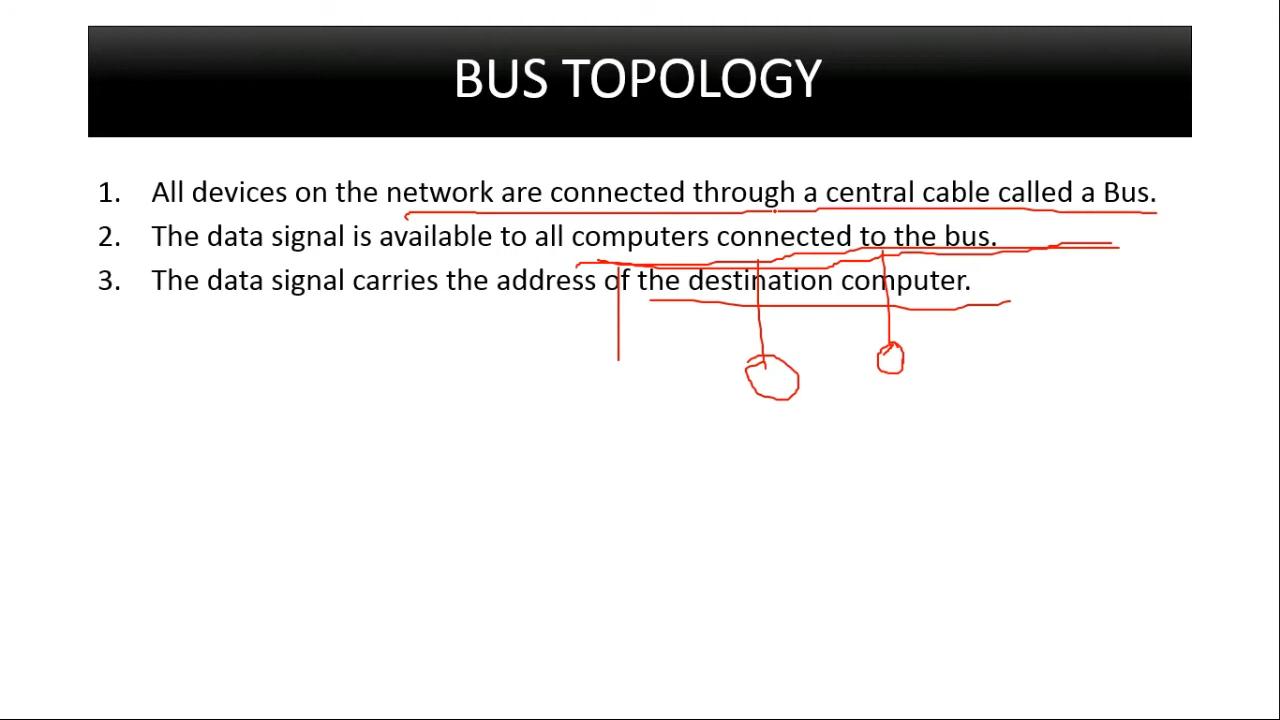 BUS TOPOLOGY
1. All devices on the network are connected through a central cable called a Bus.
2. The data signal is available to all computers connected to the bus.
3. The data signal carries the address of the destination computer.